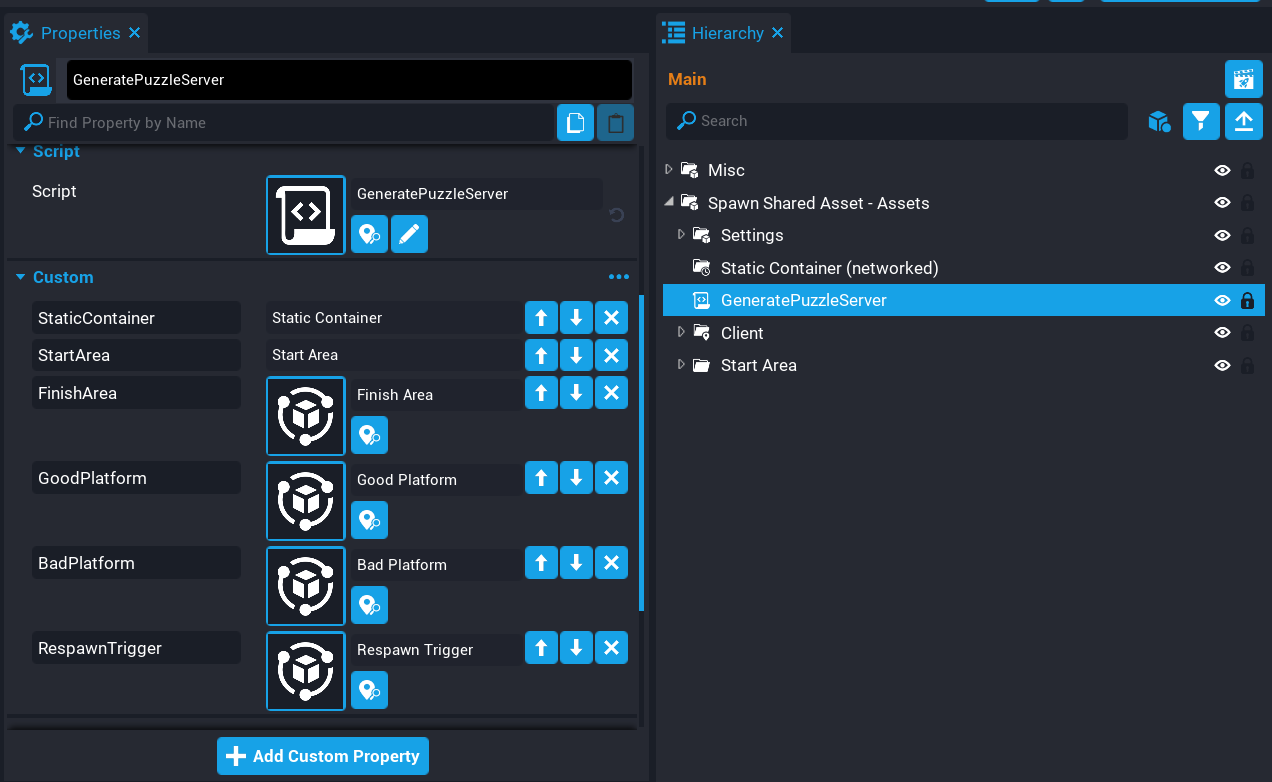 Properties
GeneratePuzzleServer
Find Property by Name
Script
Script
GeneratePuzzleServer
Custom
StaticContainer
Static Container
StartArea
Start Area
FinishArea
Finish Area
GoodPlatform
Good Platform
BadPlatform
Bad Platform
RespawnTrigger
Respawn Trigger
Add Custom Property
Hierarchy
Main
Search
Misc
Spawn Shared Asset - Assets
Settings
Static Container (networked)
GeneratePuzzleServer
Client
Start Area